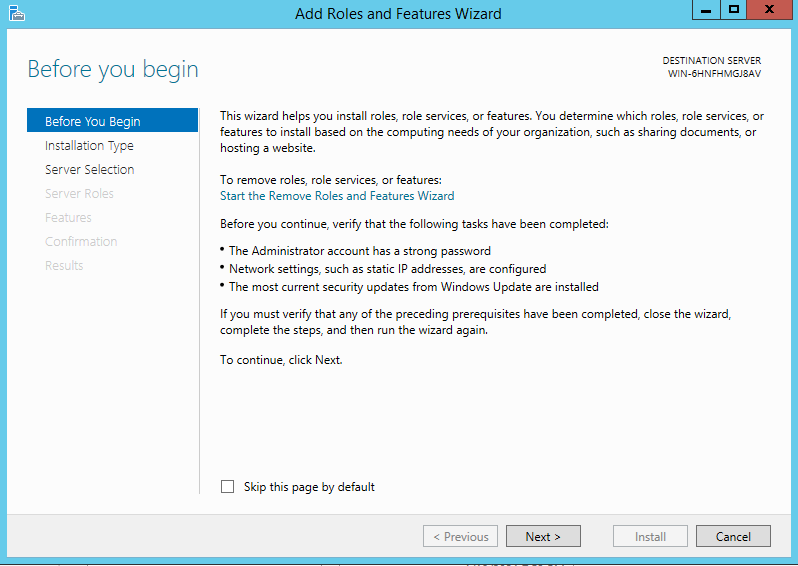 Add Roles and Features Wizard
Before you begin
DESTINATION SERVER
WIN-6HNFHMGJ8AV
Before You Begin
Installation Type
Server Selection
Server Roles
Features
Confirmation
Results
This wizard helps you install roles, role services, or features. You determine which roles, role services, or
features to install based on the computing needs of your organization, such as sharing documents, or
hosting a website.
To remove roles, role services, or features:
Start the Remove Roles and Features Wizard
Before you continue, verify that the following tasks have been completed:
• The Administrator account has a strong password
• Network settings, such as static IP addresses, are configured
• The most current security updates from Windows Update are installed
If you must verify that any of the preceding prerequisites have been completed, close the wizard,
complete the steps, and then run the wizard again.
To continue, click Next.
Skip this page by default
< Previous
Next >
Install
Cancel